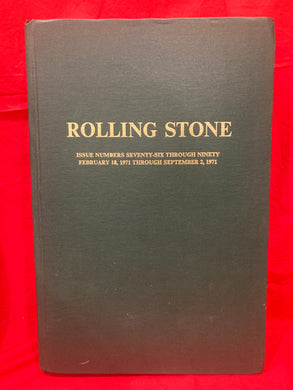 ROLLING STONE
ISSUE NUMBERS SEVENTY-SIX THROUGH NINETY
FEBRUARY 18, 1971 THROUGH SEPTEMBER 2, 1971